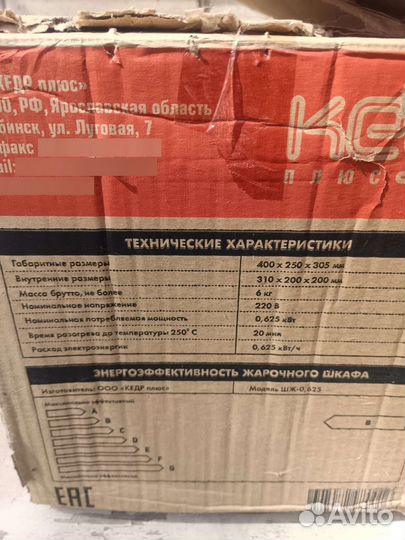 КЕДР плюс»
РФ, Ярославская область
ул. Луговая, 7
факс
ail:
Ке
ПЛЮС
ТЕХНИЧЕСКИЕ ХАРАКТЕРИСТИКИ
Габаритные размеры 400 х 250 х 305 мм
Внутренние размеры 310 х 200 х 200 мм
Масса брутто, не более 6 кг
Номинальное напряжение 220 В
Номинальная потребляемая мощность 0,625 кВт
Время разогрева до температуры 250°С 20 мин
Расход электроэнергии 0,625 кВт/ч
ЭНЕРГОЭФФЕКТИВНОСТЬ ЖАРОЧНОГО ШКАФА
Изготовитель: ООО «КЕДР плюс» Модель ШЖ-0,625
A
B
B
C
D
E
F
G
ЕАС
Avito